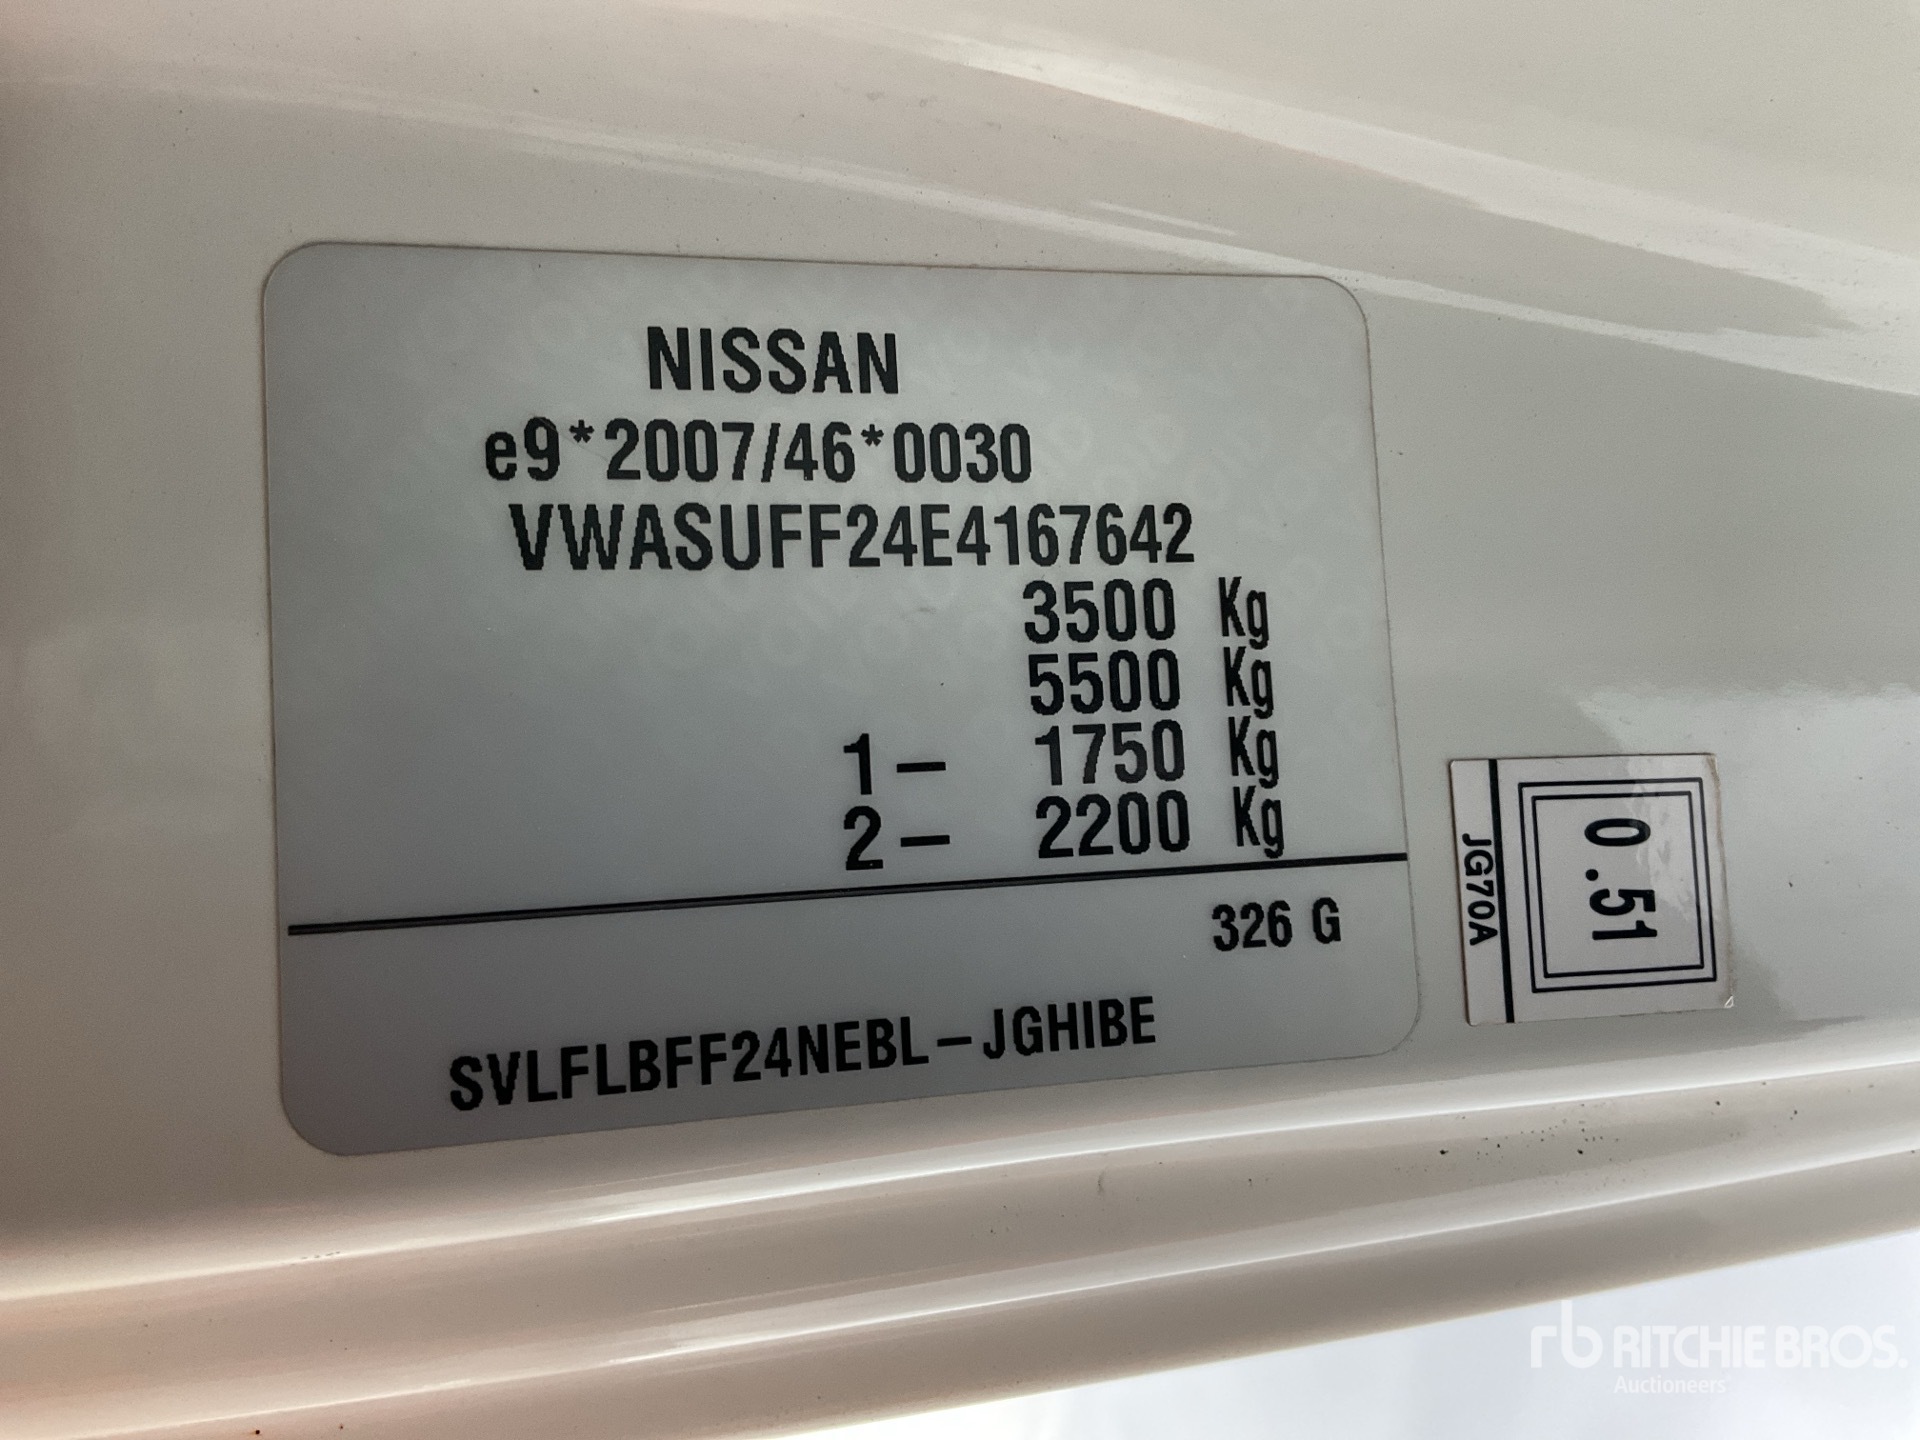 NISSAN
e9*2007/46*0030
VWASUFF24E4167642
3500 Kg
5500 Kg
1- 1750 Kg
2- 2200 Kg
326 G
SVLFLBFF24NEBL-JGHIBE
0.51
JG70A
rb RITCHIE BROS.
Auctioneers